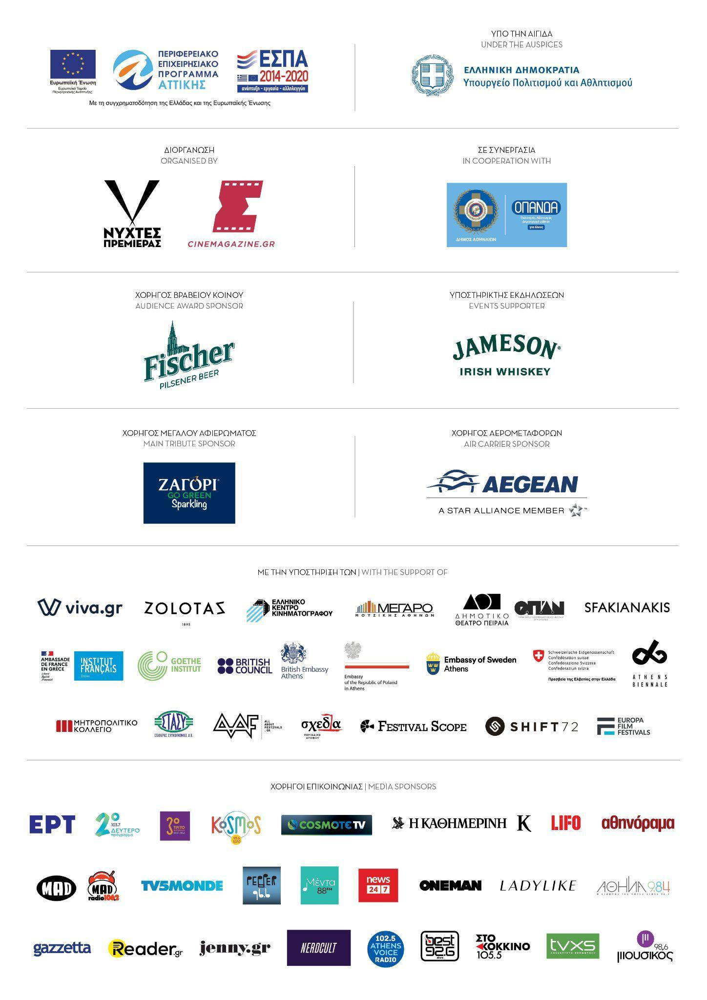 Ευρωπαϊκή Ένωση
Ευρωπαϊκό Ταμείο
Περιφερειακής Ανάπτυξης
ΠΕΡΙΦΕΡΕΙΑΚΟ
ΕΠΙΧΕΙΡΗΣΙΑΚΟ
ΠΡΟΓΡΑΜΜΑ
ΑΤΤΙΚΗΣ
ΕΣΠΑ
2014-2020
ανάπτυξη - εργασία - αλληλεγγύη
Με τη συγχρηματοδότηση της Ελλάδας και της Ευρωπαϊκής Ένωσης
ΥΠΟ ΤΗΝ ΑΙΓΙΔΑ
UNDER THE AUSPICES
ΕΛΛΗΝΙΚΗ ΔΗΜΟΚΡΑΤΙΑ
Υπουργείο Πολιτισμού και Αθλητισμού
ΔΙΟΡΓΑΝΩΣΗ
ORGANISED BY
ΝΥΧΤΕΣ
ΠΡΕΜΙΕΡΑΣ
CINEMAGAZINE.GR
ΣΕ ΣΥΝΕΡΓΑΣΙΑ
IN COOPERATION WITH
ΔΗΜΟΣ ΑΘΗΝΑΙΩΝ
ΟΠΑΝΔΑ
Πολιτισμός, Αθλητισμός
Δημιουργική μάθηση
για όλους
ΧΟΡΗΓΟΣ ΒΡΑΒΕΙΟΥ ΚΟΙΝΟΥ
AUDIENCE AWARD SPONSOR
Fischer
PILSENER BEER
ΥΠΟΣΤΗΡΙΚΤΗΣ ΕΚΔΗΛΩΣΕΩΝ
EVENTS SUPPORTER
JAMESON®
IRISH WHISKEY
ΧΟΡΗΓΟΣ ΜΕΓΑΛΟΥ ΑΦΙΕΡΩΜΑΤΟΣ
MAIN TRIBUTE SPONSOR
ΖΑΓΟΡΙ®
GO GREEN
Sparkling
ΧΟΡΗΓΟΣ ΑΕΡΟΜΕΤΑΦΟΡΩΝ
AIR CARRIER SPONSOR
AEGEAN
A STAR ALLIANCE MEMBER ™
ΜΕ ΤΗΝ ΥΠΟΣΤΗΡΙΞΗ ΤΩΝ | WITH THE SUPPORT OF
viva.gr
ZOLOTAS
1895
ΕΛΛΗΝΙΚΟ
ΚΕΝΤΡΟ
ΚΙΝΗΜΑΤΟΓΡΑΦΟΥ
ΜΕΓΑΡΟ
ΜΟΥΣΙΚΗΣ ΑΘΗΝΩΝ
ΔΗΜΟΤΙΚΟ
ΘΕΑΤΡΟ ΠΕΙΡΑΙΑ
Ο.Π.ΑΝ
SFAKIANAKIS
AMBASSADE
DE FRANCE
EN GRÈCE
Liberté
Égalité
Fraternité
INSTITUT
FRANÇAIS
Grèce
GOETHE
INSTITUT
BRITISH
COUNCIL
British Embassy
Athens
Embassy
of the Republic of Poland
in Athens
Embassy of Sweden
Athens
Schweizerische Eidgenossenschaft
Confédération suisse
Confederazione Svizzera
Confederaziun svizra
Πρεσβεία της Ελβετίας στην Ελλάδα
ATHENS
BIENNALE
ΜΗΤΡΟΠΟΛΙΤΙΚΟ
ΚΟΛΛΕΓΙΟ
ΣΤΑΣΥ
ΣΤΑΘΕΡΕΣ ΣΥΓΚΟΙΝΩΝΙΕΣ Α.Ε.
AAF
ALL
ABOUT
FESTIVALS
.GR
σχεδία
ΠΕΡΙΟΔΙΚΟ
ΔΡΟΜΟΥ
FESTIVAL SCOPE
SHIFT72
EUROPA
FILM
FESTIVALS
ΧΟΡΗΓΟΙ ΕΠΙΚΟΙΝΩΝΙΑΣ | MEDIA SPONSORS
ΕΡΤ
2ο
103,7
ΔΕΥΤΕΡΟ
πρόγραμμα
3ο
ΤΡΙΤΟ
90.9 - 95.6
KOSMOS
93.6
107.0
COSMOTE TV
Η ΚΑΘΗΜΕΡΙΝΗ
Κ
LiFO
αθηνόραμα
MAD
MAD
radio106,2
TV5MONDE
PEPPER
96.6
Μέντα
88FM
news
24|7
ONEMAN
LADYLIKE
ΑΘΗΝΑ 9.84
gazzetta
Reader.gr
jenny.gr
NERDCULT
102.5
ATHENS
VOICE
RADIO
best
92.6
athens
ΣΤΟ
ΚΟΚΚΙΝΟ
105.5
tvxs
ΑΝΕΞΑΡΤΗΤΗ ΕΝΗΜΕΡΩΣΗ
98,6
μουσικός